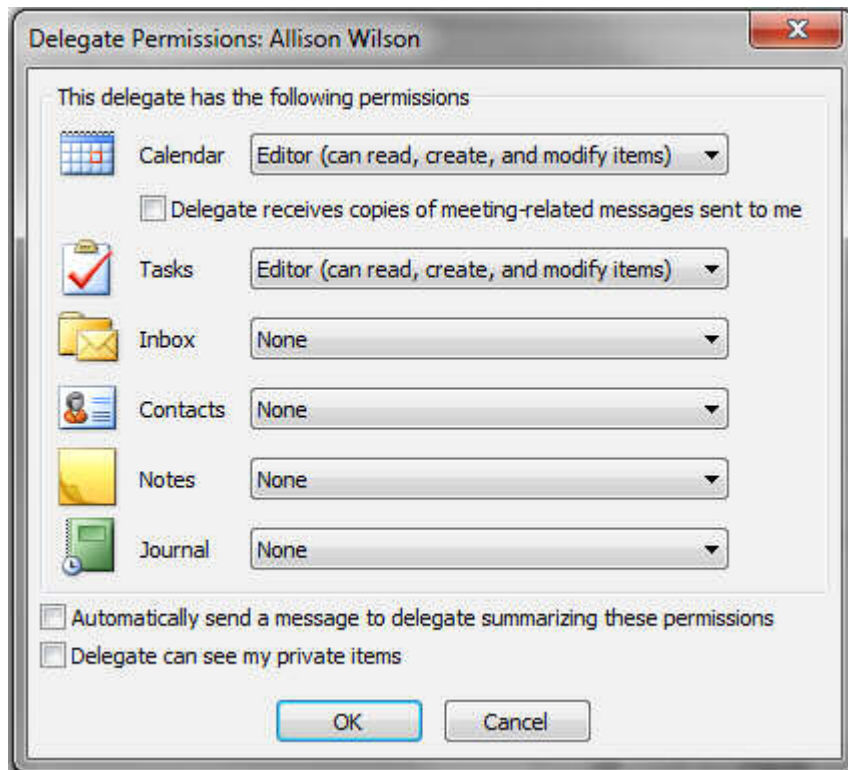 Delegate Permissions: Allison Wilson
This delegate has the following permissions
Calendar Editor (can read, create, and modify items)
Delegate receives copies of meeting-related messages sent to me
Tasks Editor (can read, create, and modify items)
Inbox None
Contacts None
Notes None
Journal None
Automatically send a message to delegate summarizing these permissions
Delegate can see my private items
OK Cancel